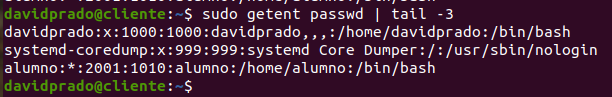 davidprado@cliente:~$ sudo getent passwd | tail -3
davidprado:x:1000:1000:davidprado,,,:/home/davidprado:/bin/bash
systemd-coredump:x:999:999:systemd Core Dumper:/:/usr/sbin/nologin
alumno:*:2001:1010:alumno:/home/alumno:/bin/bash
davidprado@cliente:~$